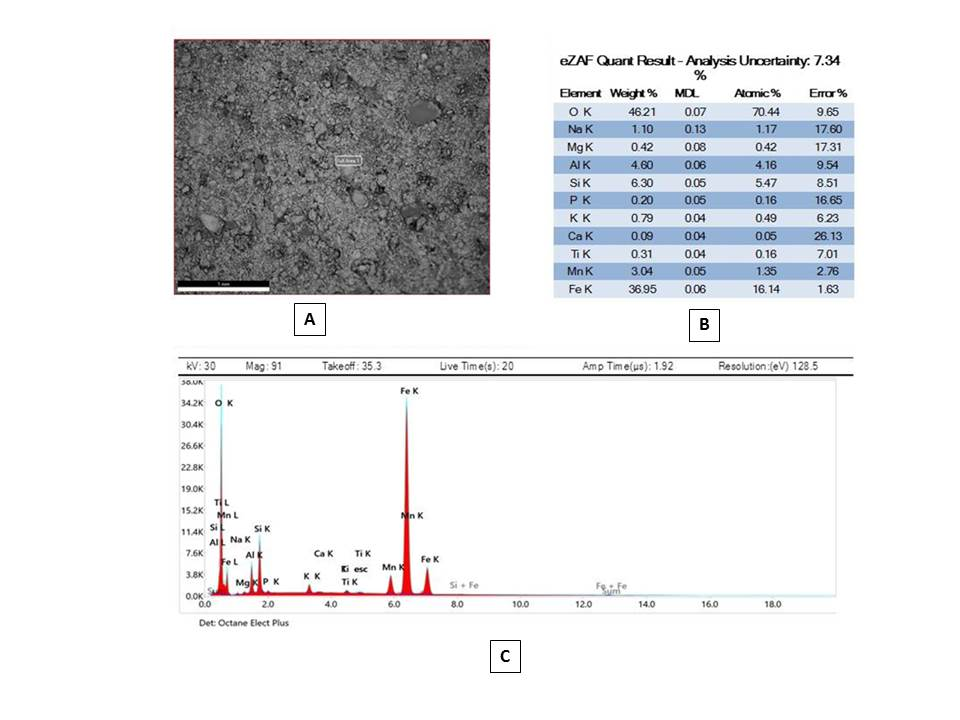 Full Area 1
1 mm
A
eZAF Quant Result - Analysis Uncertainty: 7.34
%
Element Weight % MDL Atomic % Error %
O K 46.21 0.07 70.44 9.65
Na K 1.10 0.13 1.17 17.60
Mg K 0.42 0.08 0.42 17.31
Al K 4.60 0.06 4.16 9.54
Si K 6.30 0.05 5.47 8.51
P K 0.20 0.05 0.16 16.65
K K 0.79 0.04 0.49 6.23
Ca K 0.09 0.04 0.05 26.13
Ti K 0.31 0.04 0.16 7.01
Mn K 3.04 0.05 1.35 2.76
Fe K 36.95 0.06 16.14 1.63
B
kV: 30 Mag: 91 Takeoff: 35.3 Live Time(s): 20 Amp Time(µs): 1.92 Resolution:(eV) 128.5
38.0K
Fe K
34.2K O K
30.4K
26.6K
22.8K
19.0K
Ti L
15.2K Mn L Mn K
Si L Si K
11.4K
Al L Na K
7.6K Al K Ca K Ti K
Fe L Fe K
Mn K
3.8K K K esc
Mg K P K Ti K Si + Fe Fe + Fe
Sum
0.0K
0.0 2.0 4.0 6.0 8.0 10.0 12.0 14.0 16.0 18.0
Det: Octane Elect Plus
C